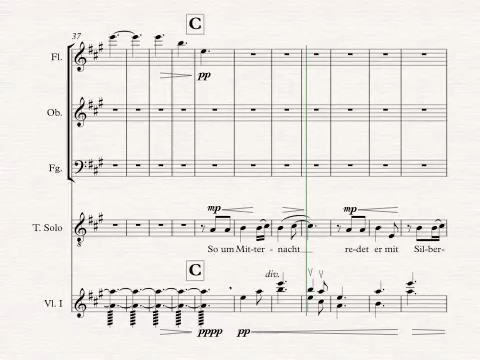 C
37
Fl.
pp
Ob.
Fg.
mp mp
T. Solo
So um Mit-ter - nacht re-det er mit Sil-ber-
C
div.
Vl. I
pppp pp